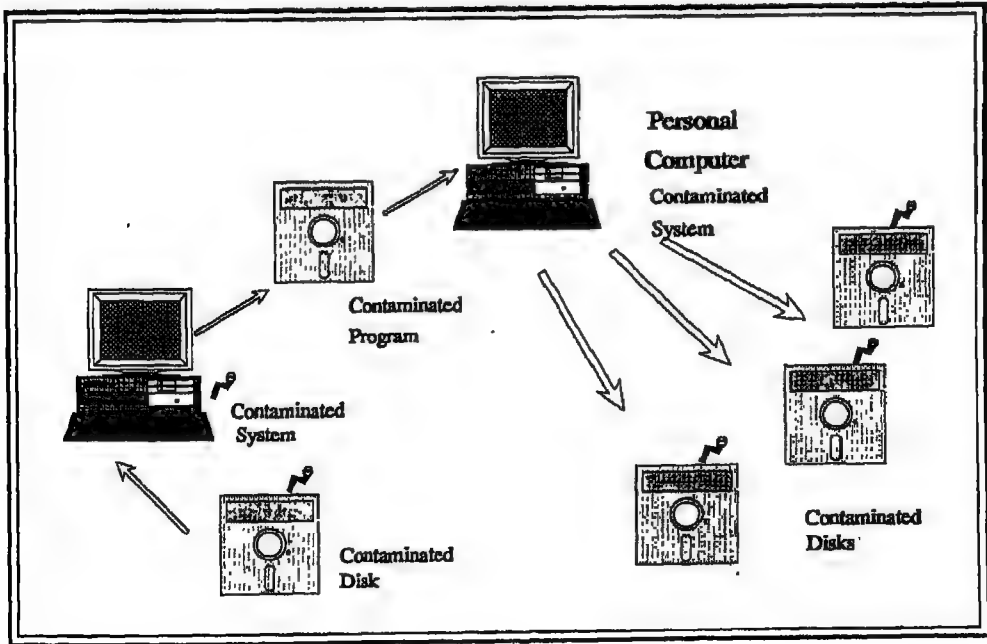 Personal
Computer
Contaminated
System
Contaminated
Program
Contaminated
System
Contaminated
Disk
Contaminated
Disks